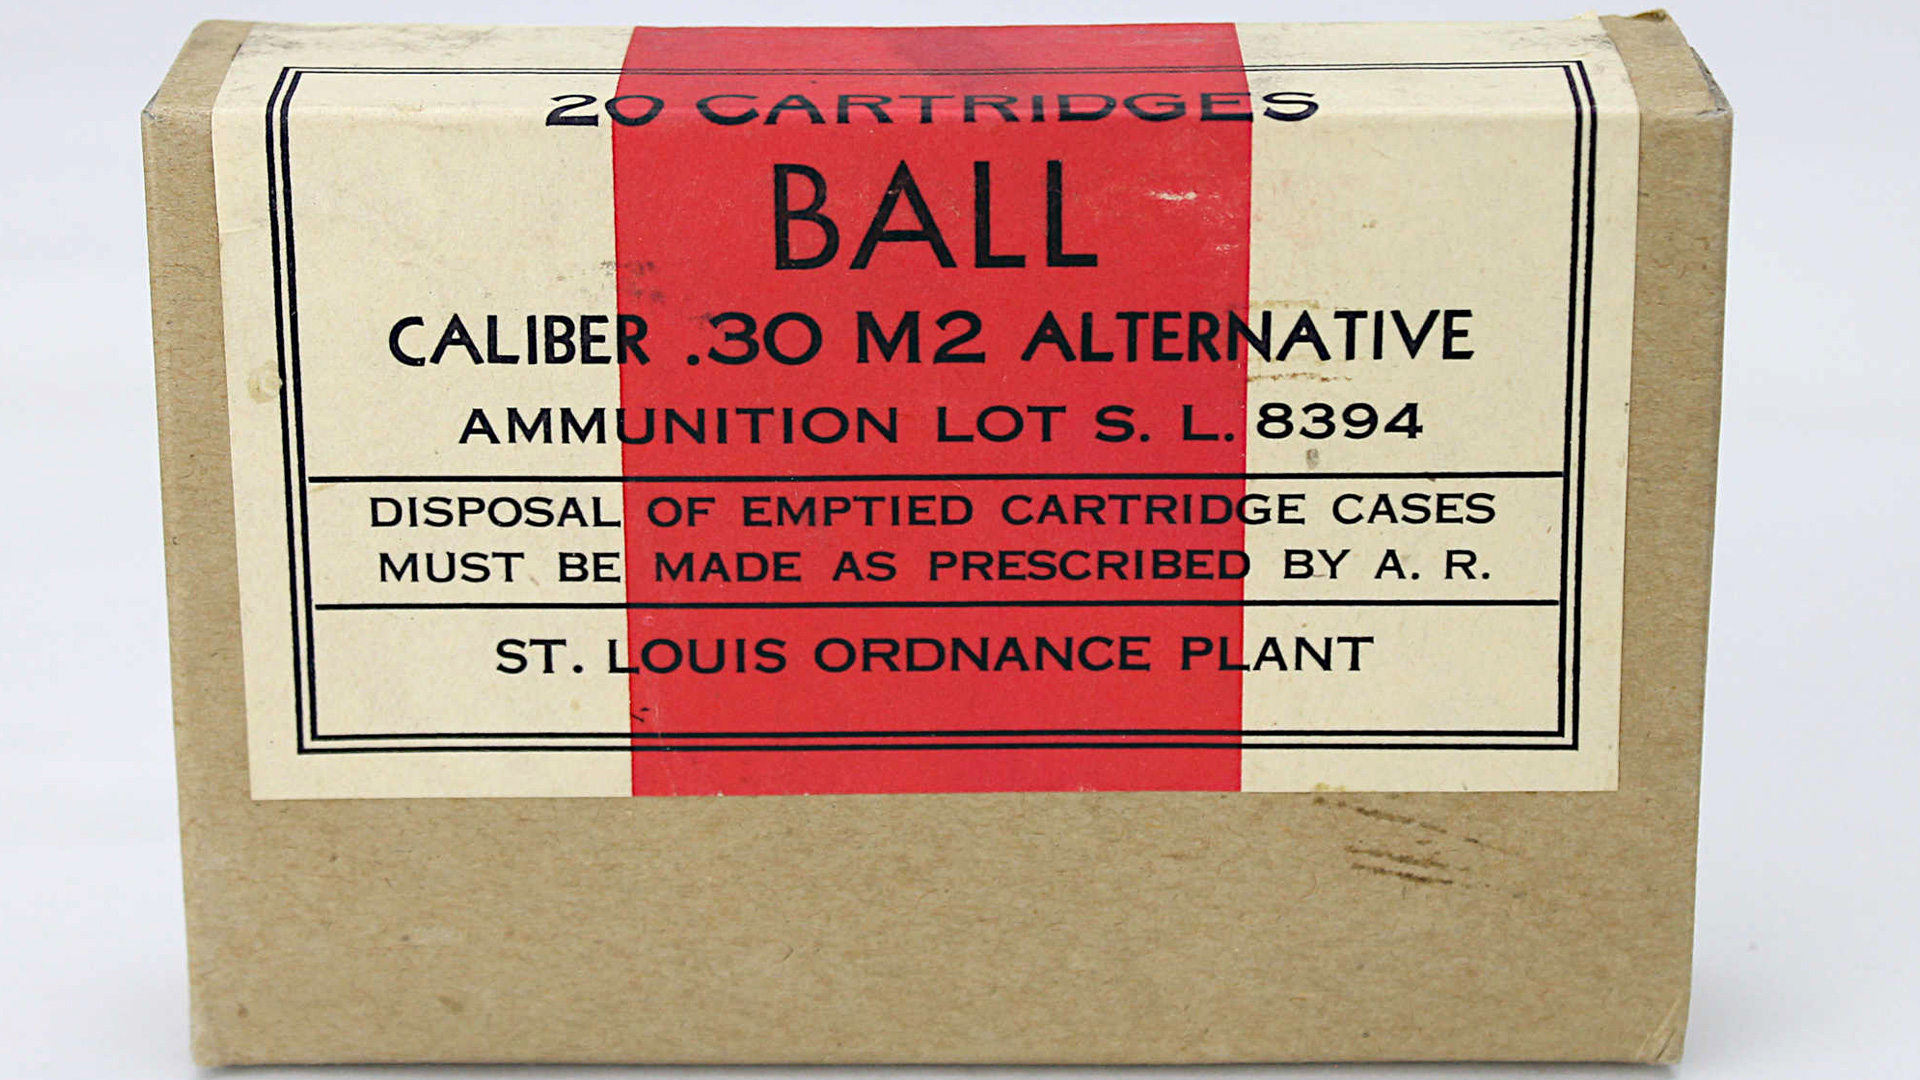 20 CARTRIDGES
BALL
CALIBER .30 M2 ALTERNATIVE
AMMUNITION LOT S. L. 8394
DISPOSAL OF EMPTIED CARTRIDGE CASES
MUST BE MADE AS PRESCRIBED BY A. R.
ST. LOUIS ORDNANCE PLANT